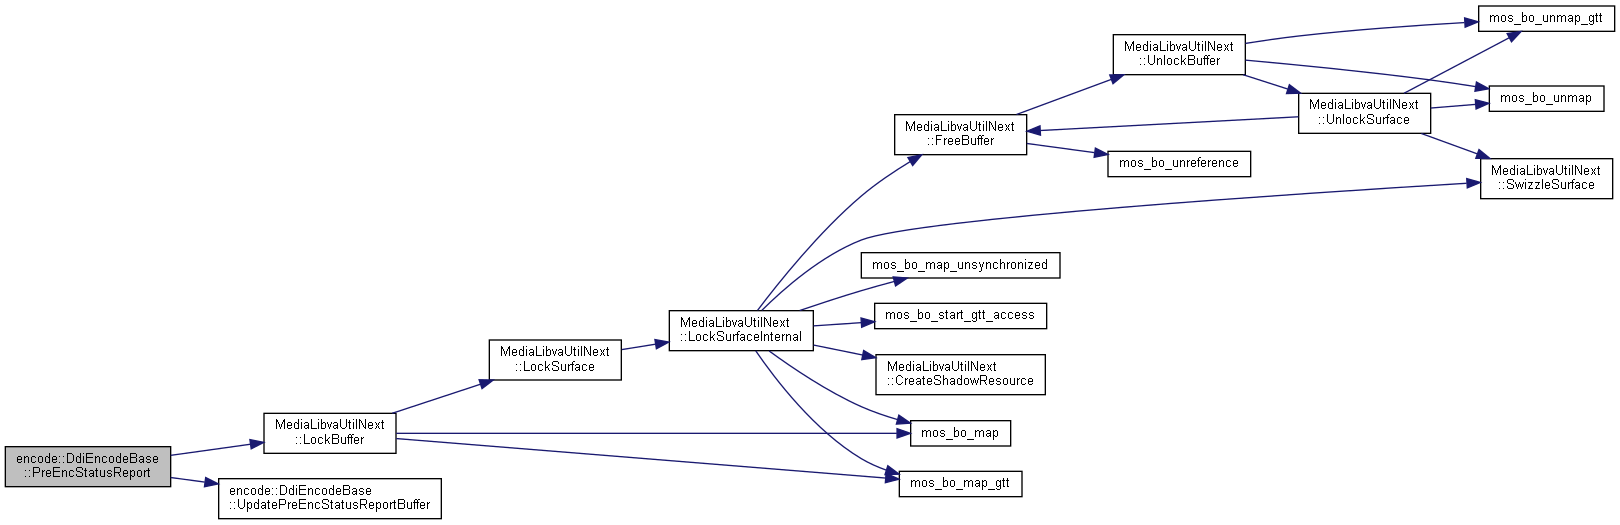 encode::DdiEncodeBase
::PreEncStatusReport
MediaLibvaUtilNext
::LockBuffer
encode::DdiEncodeBase
::UpdatePreEncStatusReportBuffer
MediaLibvaUtilNext
::LockSurface
MediaLibvaUtilNext
::LockSurfaceInternal
MediaLibvaUtilNext
::FreeBuffer
mos_bo_map_unsynchronized
mos_bo_start_gtt_access
MediaLibvaUtilNext
::CreateShadowResource
mos_bo_map
mos_bo_map_gtt
MediaLibvaUtilNext
::UnlockBuffer
mos_bo_unreference
MediaLibvaUtilNext
::UnlockSurface
mos_bo_unmap_gtt
mos_bo_unmap
MediaLibvaUtilNext
::SwizzleSurface